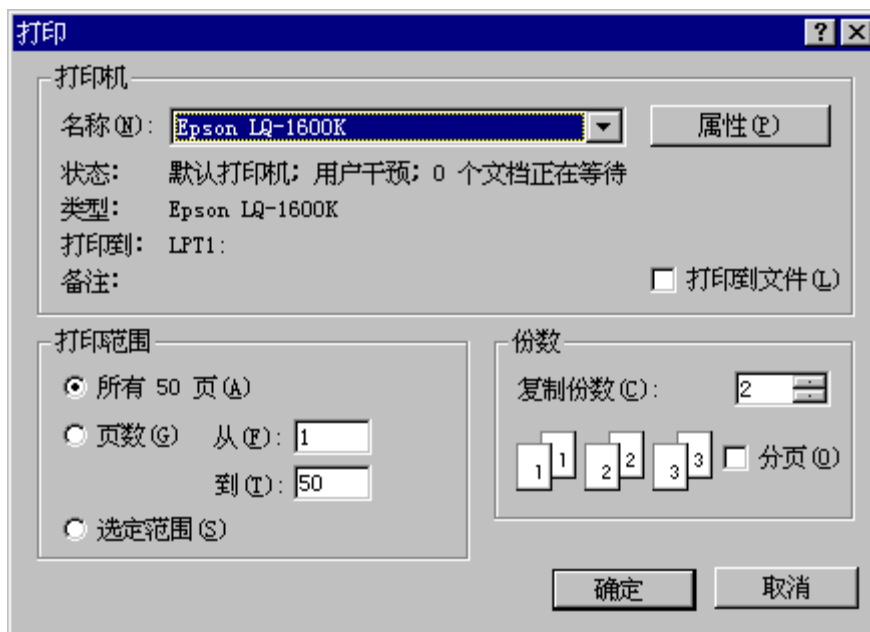 打印
打印机
名称(N): Epson LQ-1600K 属性(P)
状态: 默认打印机; 用户干预; 0 个文档正在等待
类型: Epson LQ-1600K
打印到: LPT1:
备注: 打印到文件(L)
打印范围
所有 50 页(A)
页数(G) 从(F): 1
到(T): 50
选定范围(S)
份数
复制份数(C): 2
1 1 2 2 3 3 分页(O)
确定 取消